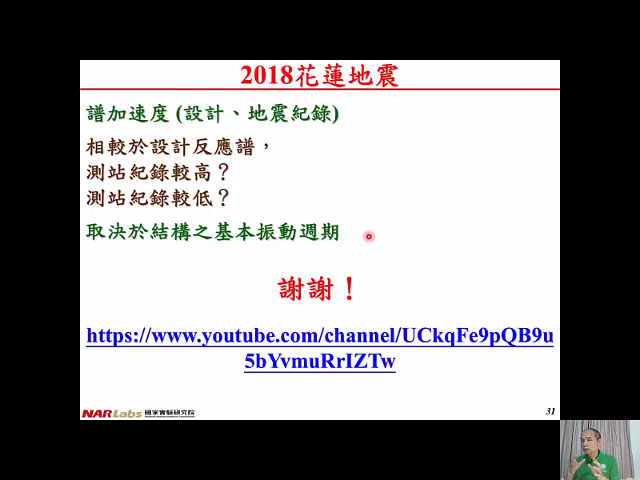 2018花蓮地震
譜加速度 (設計、地震紀錄)
相較於設計反應譜，
測站紀錄較高？
測站紀錄較低？
取決於結構之基本振動週期
謝謝！
https://www.youtube.com/channel/UCkqFe9pQB9u
5bYvmuRrIZTw
NARLabs 國家實驗研究院
31